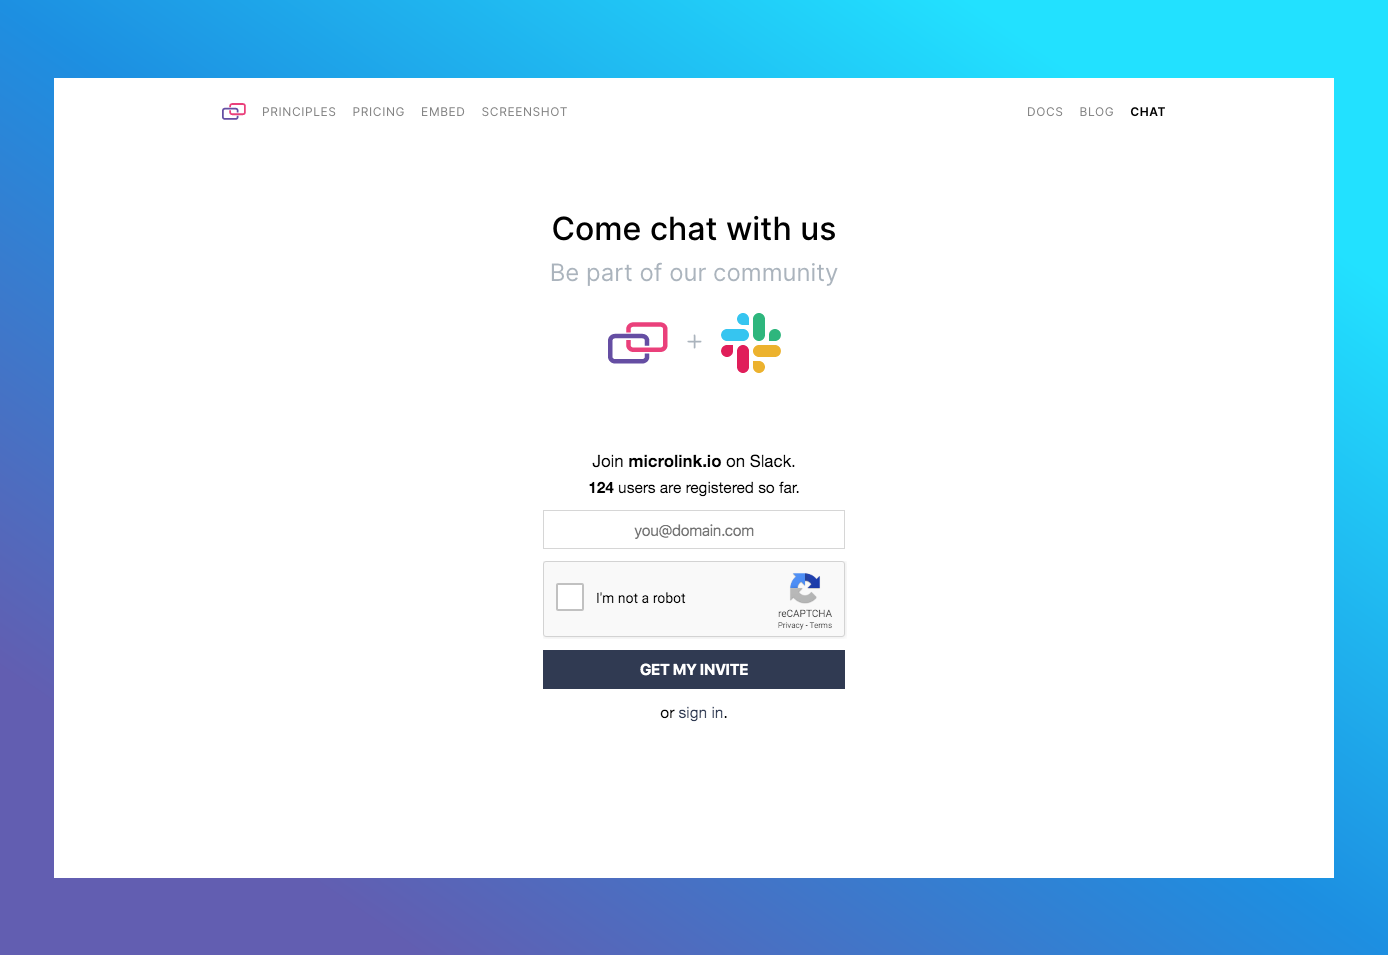 PRINCIPLES PRICING EMBED SCREENSHOT DOCS BLOG CHAT
Come chat with us
Be part of our community
+
Join microlink.io on Slack.
124 users are registered so far.
you@domain.com
I'm not a robot
reCAPTCHA
Privacy - Terms
GET MY INVITE
or sign in.